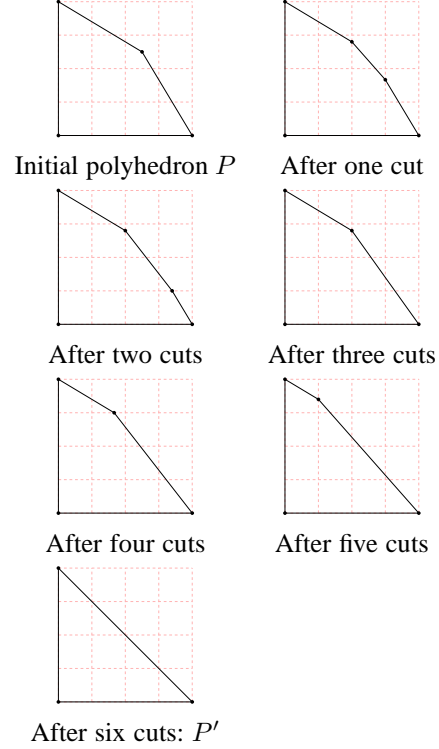 Initial polyhedron P
After one cut
After two cuts
After three cuts
After four cuts
After five cuts
After six cuts: P′